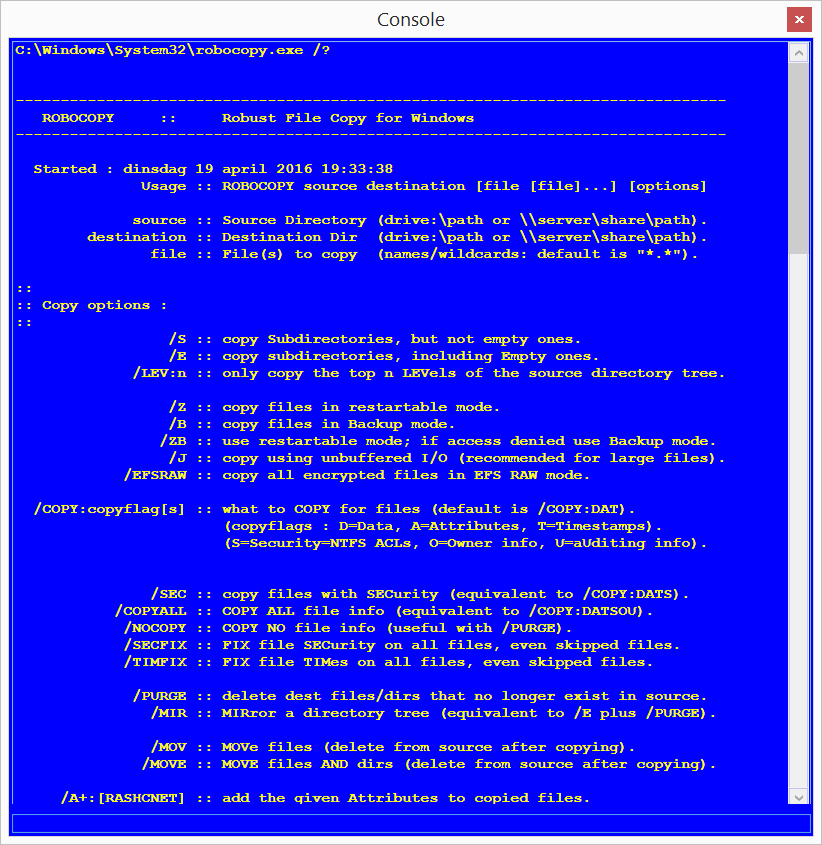 Console
C:\Windows\System32\robocopy.exe /?
-------------------------------------------------------------------------------
ROBOCOPY     ::     Robust File Copy for Windows
-------------------------------------------------------------------------------
Started : dinsdag 19 april 2016 19:33:38
Usage :: ROBOCOPY source destination [file [file]...] [options]
source :: Source Directory (drive:\path or \\server\share\path).
destination :: Destination Dir  (drive:\path or \\server\share\path).
file :: File(s) to copy  (names/wildcards: default is "*.*").
::
:: Copy options :
::
/S :: copy Subdirectories, but not empty ones.
/E :: copy subdirectories, including Empty ones.
/LEV:n :: only copy the top n LEVels of the source directory tree.
/Z :: copy files in restartable mode.
/B :: copy files in Backup mode.
/ZB :: use restartable mode; if access denied use Backup mode.
/J :: copy using unbuffered I/O (recommended for large files).
/EFSRAW :: copy all encrypted files in EFS RAW mode.
/COPY:copyflag[s] :: what to COPY for files (default is /COPY:DAT).
(copyflags : D=Data, A=Attributes, T=Timestamps).
(S=Security=NTFS ACLs, O=Owner info, U=aUditing info).
/SEC :: copy files with SECurity (equivalent to /COPY:DATS).
/COPYALL :: COPY ALL file info (equivalent to /COPY:DATSOU).
/NOCOPY :: COPY NO file info (useful with /PURGE).
/SECFIX :: FIX file SECurity on all files, even skipped files.
/TIMFIX :: FIX file TIMes on all files, even skipped files.
/PURGE :: delete dest files/dirs that no longer exist in source.
/MIR :: MIRror a directory tree (equivalent to /E plus /PURGE).
/MOV :: MOVe files (delete from source after copying).
/MOVE :: MOVE files AND dirs (delete from source after copying).
/A+:[RASHCNET] :: add the given Attributes to copied files.